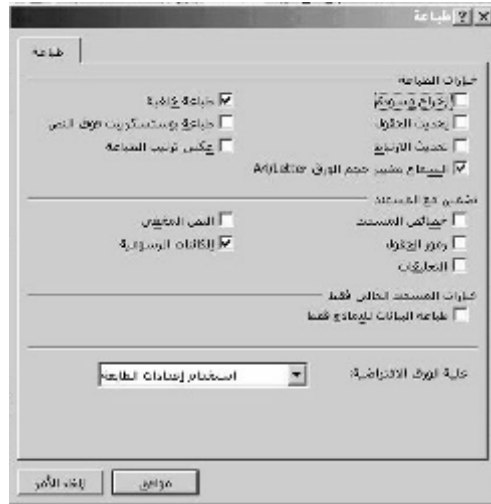 طباعة
طباعة
خيارات الطباعة
إخراج مسودة
طباعة خلفية
تحديث الحقول
طباعة بوستسكريبت فوق النص
تحديث الارتباط
عكس ترتيب الطباعة
السماح بتغيير حجم الورق A4/Letter
تضمين مع المستند
خصائص المستند
النص المخفي
رموز الحقول
الكائنات الرسومية
التعليقات
خيارات المستند الحالي فقط
طباعة البيانات للنماذج فقط
علبة الورق الافتراضية:
استخدام إعدادات الطابعة
موافق
إلغاء الأمر